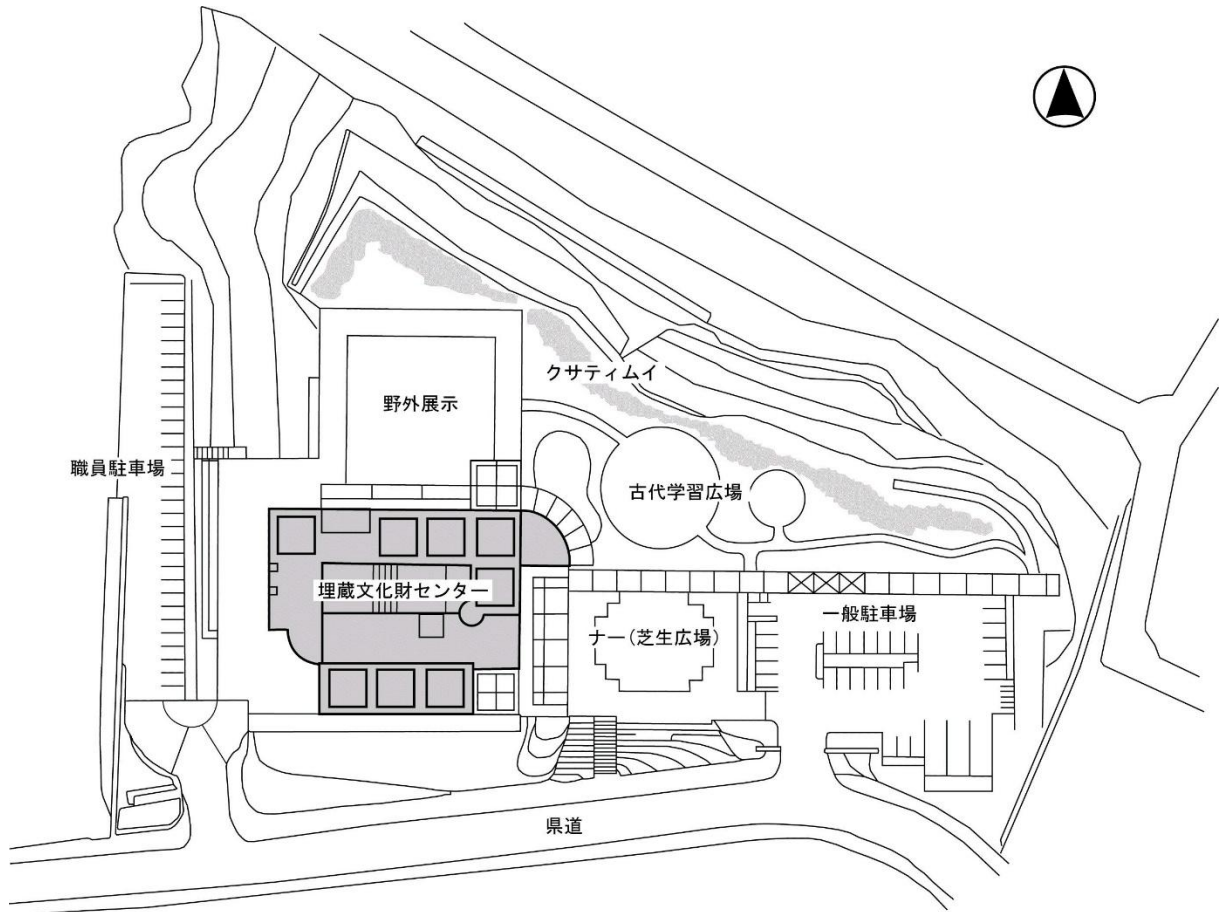 クサティムイ
野外展示
職員駐車場
古代学習広場
埋蔵文化財センター
一般駐車場
ナー(芝生広場)
県道